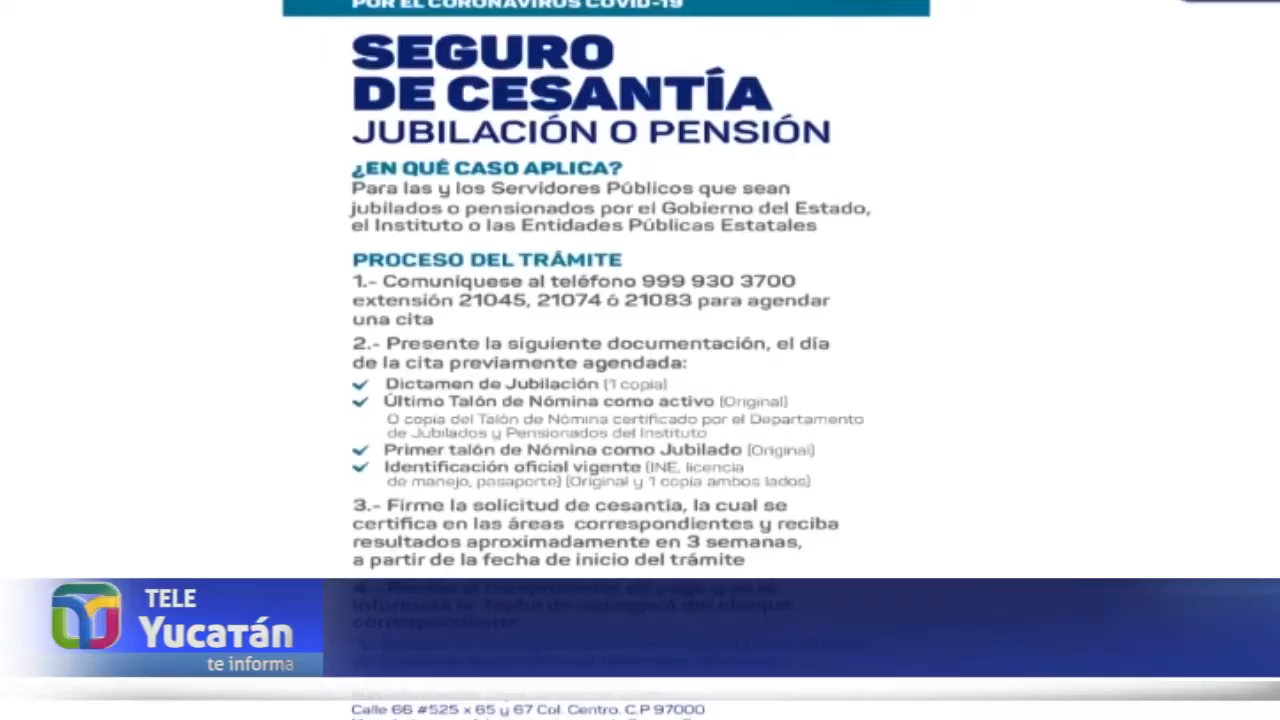 POR EL CORONAVIRUS COVID-19
SEGURO
DE CESANTÍA
JUBILACIÓN O PENSIÓN
¿EN QUÉ CASO APLICA?
Para las y los Servidores Públicos que sean
jubilados o pensionados por el Gobierno del Estado,
el Instituto o las Entidades Públicas Estatales
PROCESO DEL TRÁMITE
1.- Comuníquese al teléfono 999 930 3700
extensión 21045, 21074 ó 21083 para agendar
una cita
2.- Presente la siguiente documentación, el día
de la cita previamente agendada:
Dictamen de Jubilación (1 copia)
Último Talón de Nómina como activo (Original)
O copia del Talón de Nómina certificado por el Departamento
de Jubilados y Pensionados del Instituto
Primer talón de Nómina como Jubilado (Original)
Identificación oficial vigente (INE, licencia
de manejo, pasaporte) (Original y 1 copia ambos lados)
3.- Firme la solicitud de cesantía, la cual se
certifica en las áreas correspondientes y reciba
resultados aproximadamente en 3 semanas,
a partir de la fecha de inicio del trámite
TELE
Yucatán
te informa
Calle 66 #525 x 65 y 67 Col. Centro. C.P 97000